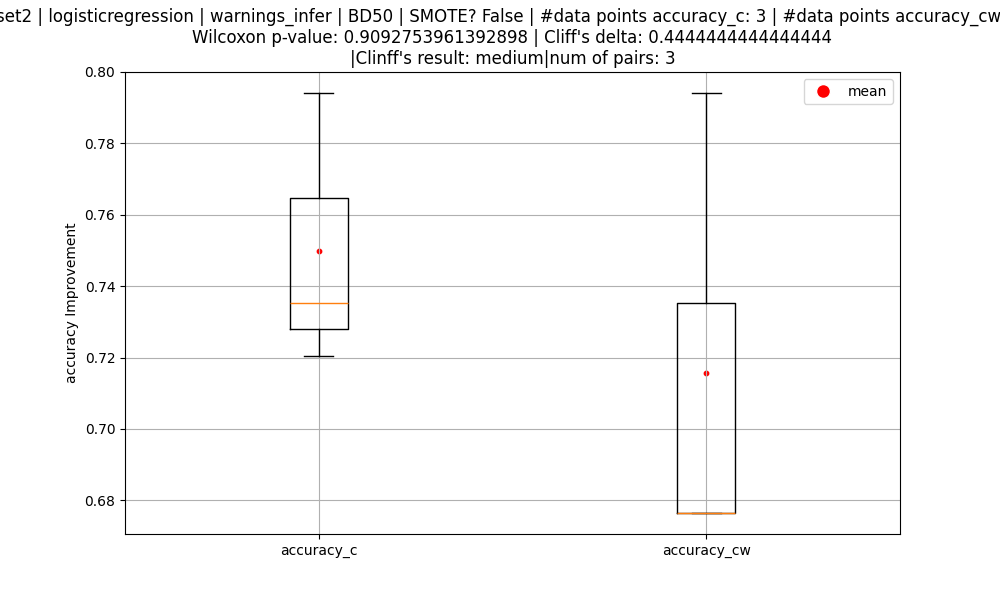 set2 | logisticregression | warnings_infer | BD50 | SMOTE? False | #data points accuracy_c: 3 | #data points accuracy_cw
Wilcoxon p-value: 0.9092753961392898 | Cliff's delta: 0.4444444444444444
|Clinff's result: medium|num of pairs: 3
mean
0.80
0.78
0.76
0.74
0.72
0.70
0.68
accuracy Improvement
accuracy_c
accuracy_cw